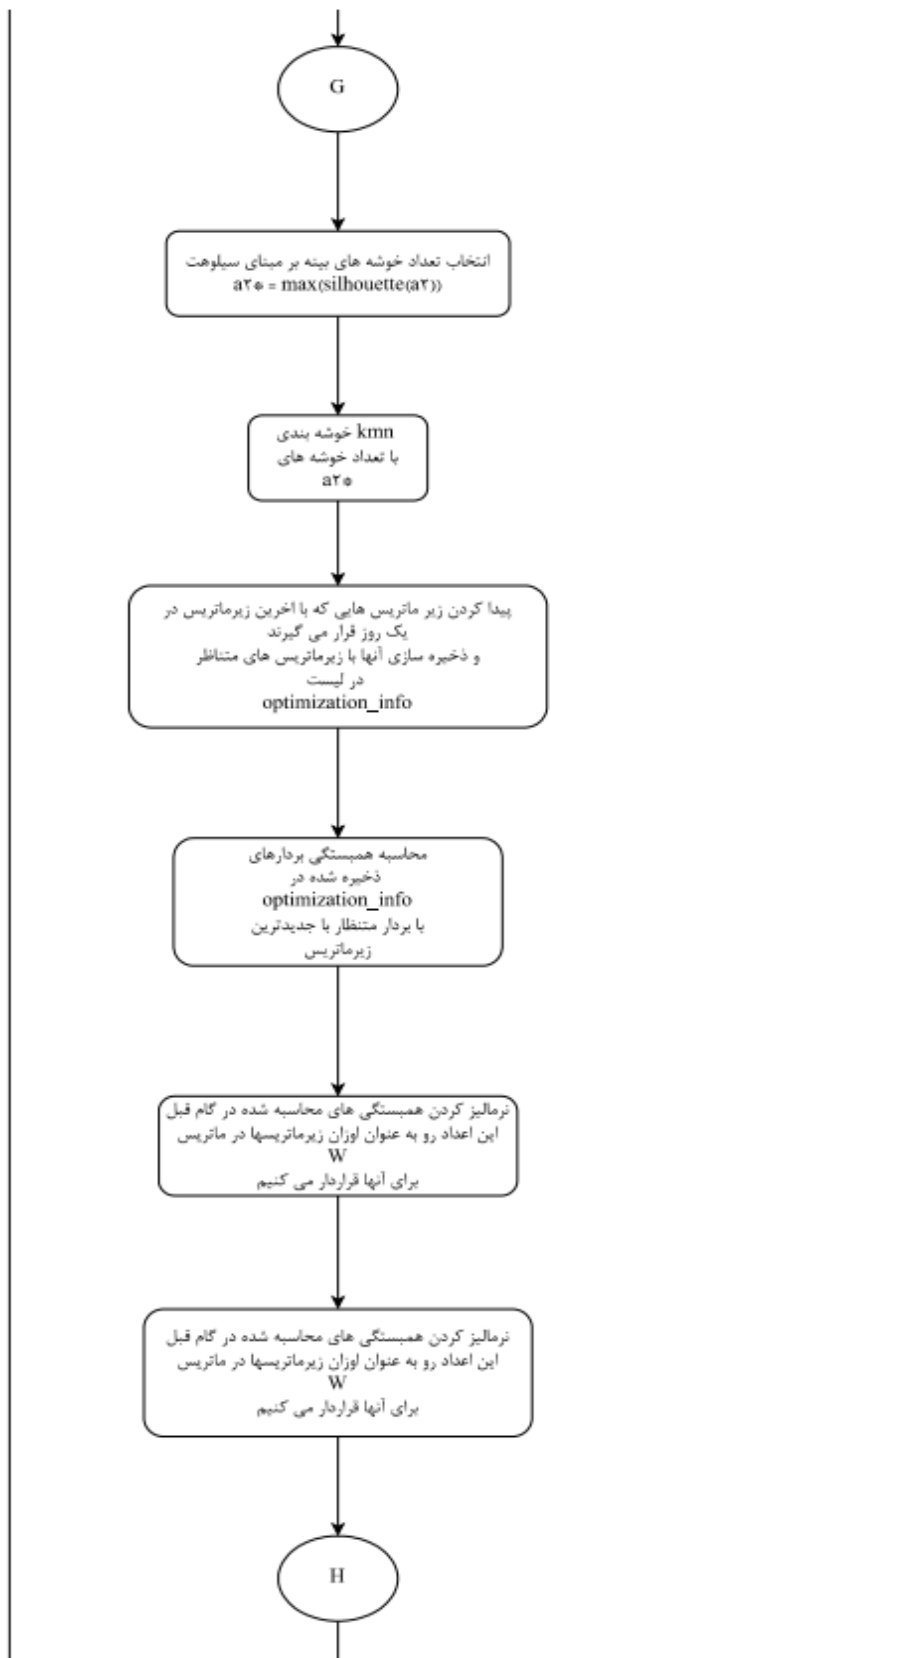 G
انتخاب تعداد خوشه های بینه بر مبنای سیلوهت
a۲* = max(silhouette(a۲))
kmn خوشه بندی
با تعداد خوشه های
a۲*
پیدا کردن زیر ماتریس هایی که با اخرین زیرماتریس در
یک روز قرار می گیرند
و ذخیره سازی آنها با زیرماتریس های متناظر
در لیست
optimization_info
محاسبه همبستگی بردارهای
ذخیره شده در
optimization_info
با بردار متنظار با جدیدترین
زیرماتریس
نرمالیز کردن همبستگی های محاسبه شده در گام قبل
این اعداد رو به عنوان اوزان زیرماتریسها در ماتریس
W
برای آنها قراردار می کنیم
نرمالیز کردن همبستگی های محاسبه شده در گام قبل
این اعداد رو به عنوان اوزان زیرماتریسها در ماتریس
W
برای آنها قراردار می کنیم
H